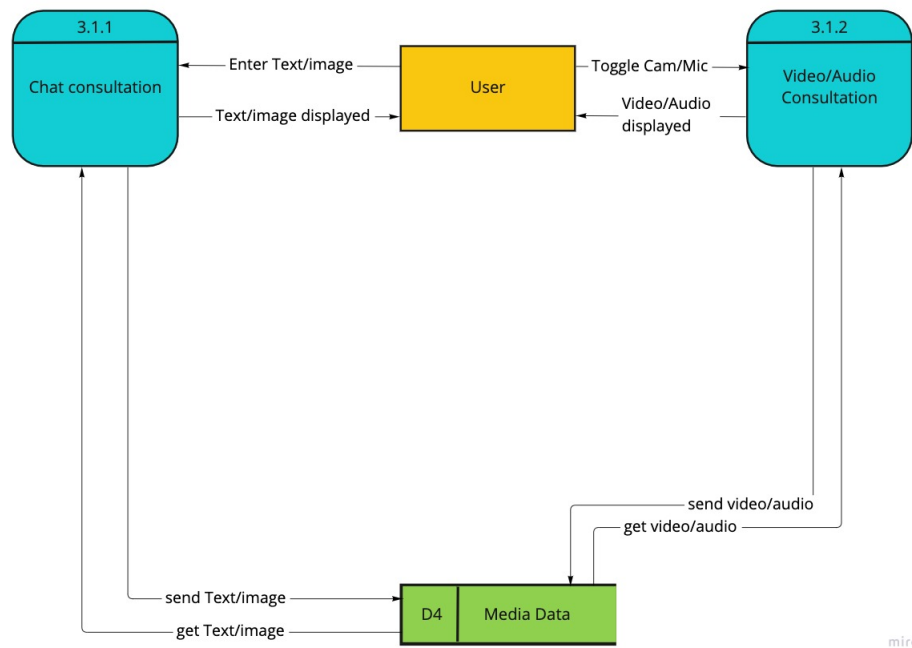 3.1.1
Chat consultation
Enter Text/image
Text/image displayed
User
Toggle Cam/Mic
Video/Audio
displayed
3.1.2
Video/Audio
Consultation
send video/audio
get video/audio
send Text/image
get Text/image
D4
Media Data